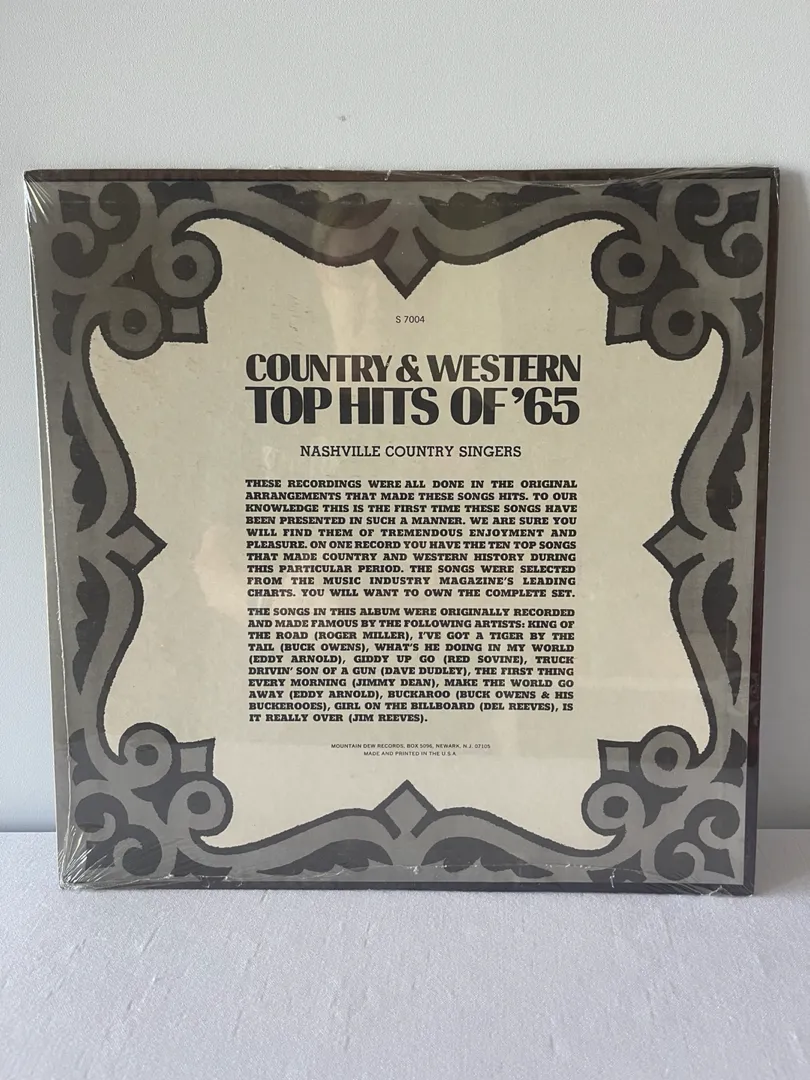 S 7004
COUNTRY & WESTERN
TOP HITS OF '65
NASHVILLE COUNTRY SINGERS
THESE RECORDINGS WERE ALL DONE IN THE ORIGINAL
ARRANGEMENTS THAT MADE THESE SONGS HITS. TO OUR
KNOWLEDGE THIS IS THE FIRST TIME THESE SONGS HAVE
BEEN PRESENTED IN SUCH A MANNER. WE ARE SURE YOU
WILL FIND THEM OF TREMENDOUS ENJOYMENT AND
PLEASURE. ON ONE RECORD YOU HAVE THE TEN TOP SONGS
THAT MADE COUNTRY AND WESTERN HISTORY DURING
THIS PARTICULAR PERIOD. THE SONGS WERE SELECTED
FROM THE MUSIC INDUSTRY MAGAZINE'S LEADING
CHARTS. YOU WILL WANT TO OWN THE COMPLETE SET.
THE SONGS IN THIS ALBUM WERE ORIGINALLY RECORDED
AND MADE FAMOUS BY THE FOLLOWING ARTISTS: KING OF
THE ROAD (ROGER MILLER), I'VE GOT A TIGER BY THE
TAIL (BUCK OWENS), WHAT'S HE DOING IN MY WORLD
(EDDY ARNOLD), GIDDY UP GO (RED SOVINE), TRUCK
DRIVIN' SON OF A GUN (DAVE DUDLEY), THE FIRST THING
EVERY MORNING (JIMMY DEAN), MAKE THE WORLD GO
AWAY (EDDY ARNOLD), BUCKAROO (BUCK OWENS & HIS
BUCKEROOES), GIRL ON THE BILLBOARD (DEL REEVES), IS
IT REALLY OVER (JIM REEVES).
MOUNTAIN DEW RECORDS, BOX 5096, NEWARK, N.J. 07105
MADE AND PRINTED IN THE U.S.A.